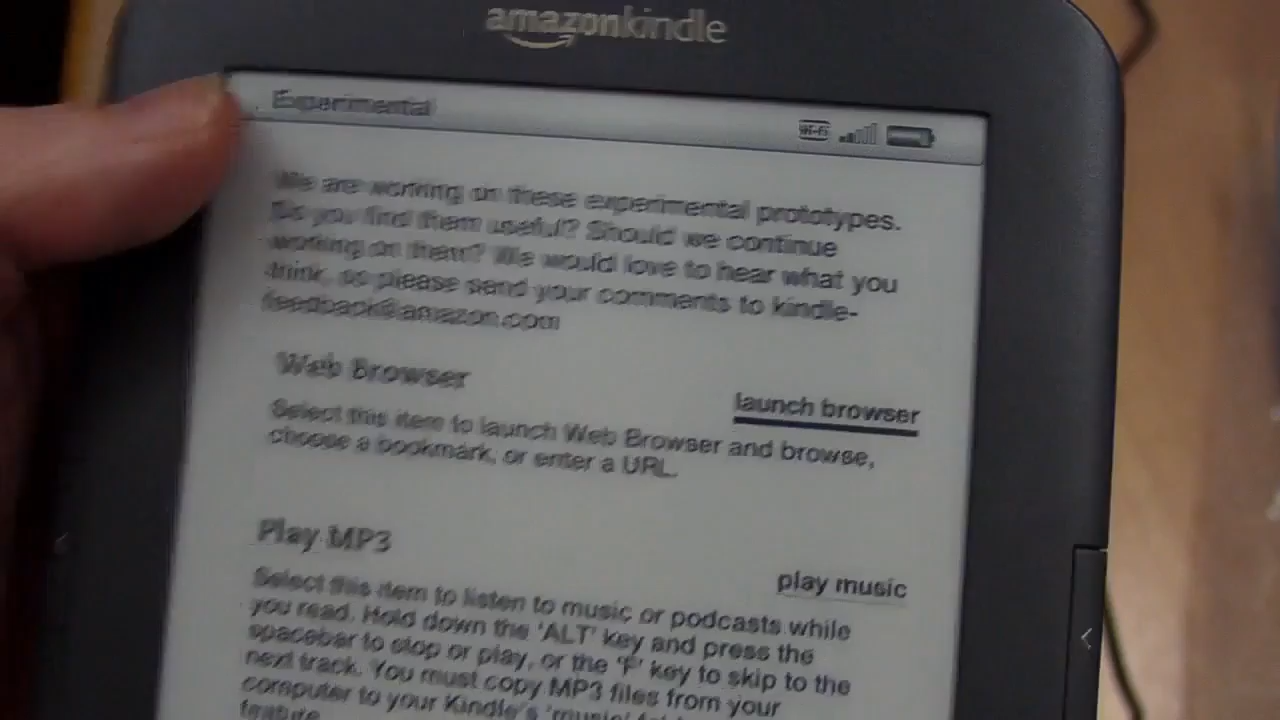 amazonkindle
Experimental
Wi-Fi
We are working on these experimental prototypes.
Do you find them useful? Should we continue
working on them? We would love to hear what you
think, so please send your comments to kindle-
feedback@amazon.com
Web Browser
launch browser
Select this item to launch Web Browser and browse,
choose a bookmark, or enter a URL.
Play MP3
play music
Select this item to listen to music or podcasts while
you read. Hold down the 'ALT' key and press the
spacebar to stop or play, or the 'F' key to skip to the
next track. You must copy MP3 files from your
computer to your Kindle's 'music'
feature